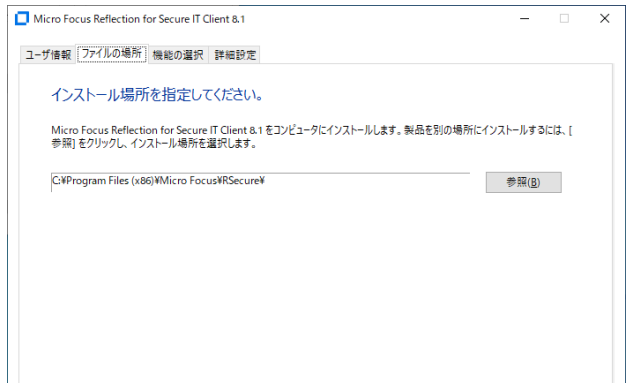 Micro Focus Reflection for Secure IT Client 8.1
ユーザ情報 ファイルの場所 機能の選択 詳細設定
インストール場所を指定してください。
Micro Focus Reflection for Secure IT Client 8.1 をコンピュータにインストールします。製品を別の場所にインストールするには、[
参照] をクリックし、インストール場所を選択します。
C:¥Program Files (x86)¥Micro Focus¥RSecure¥ 参照(B)